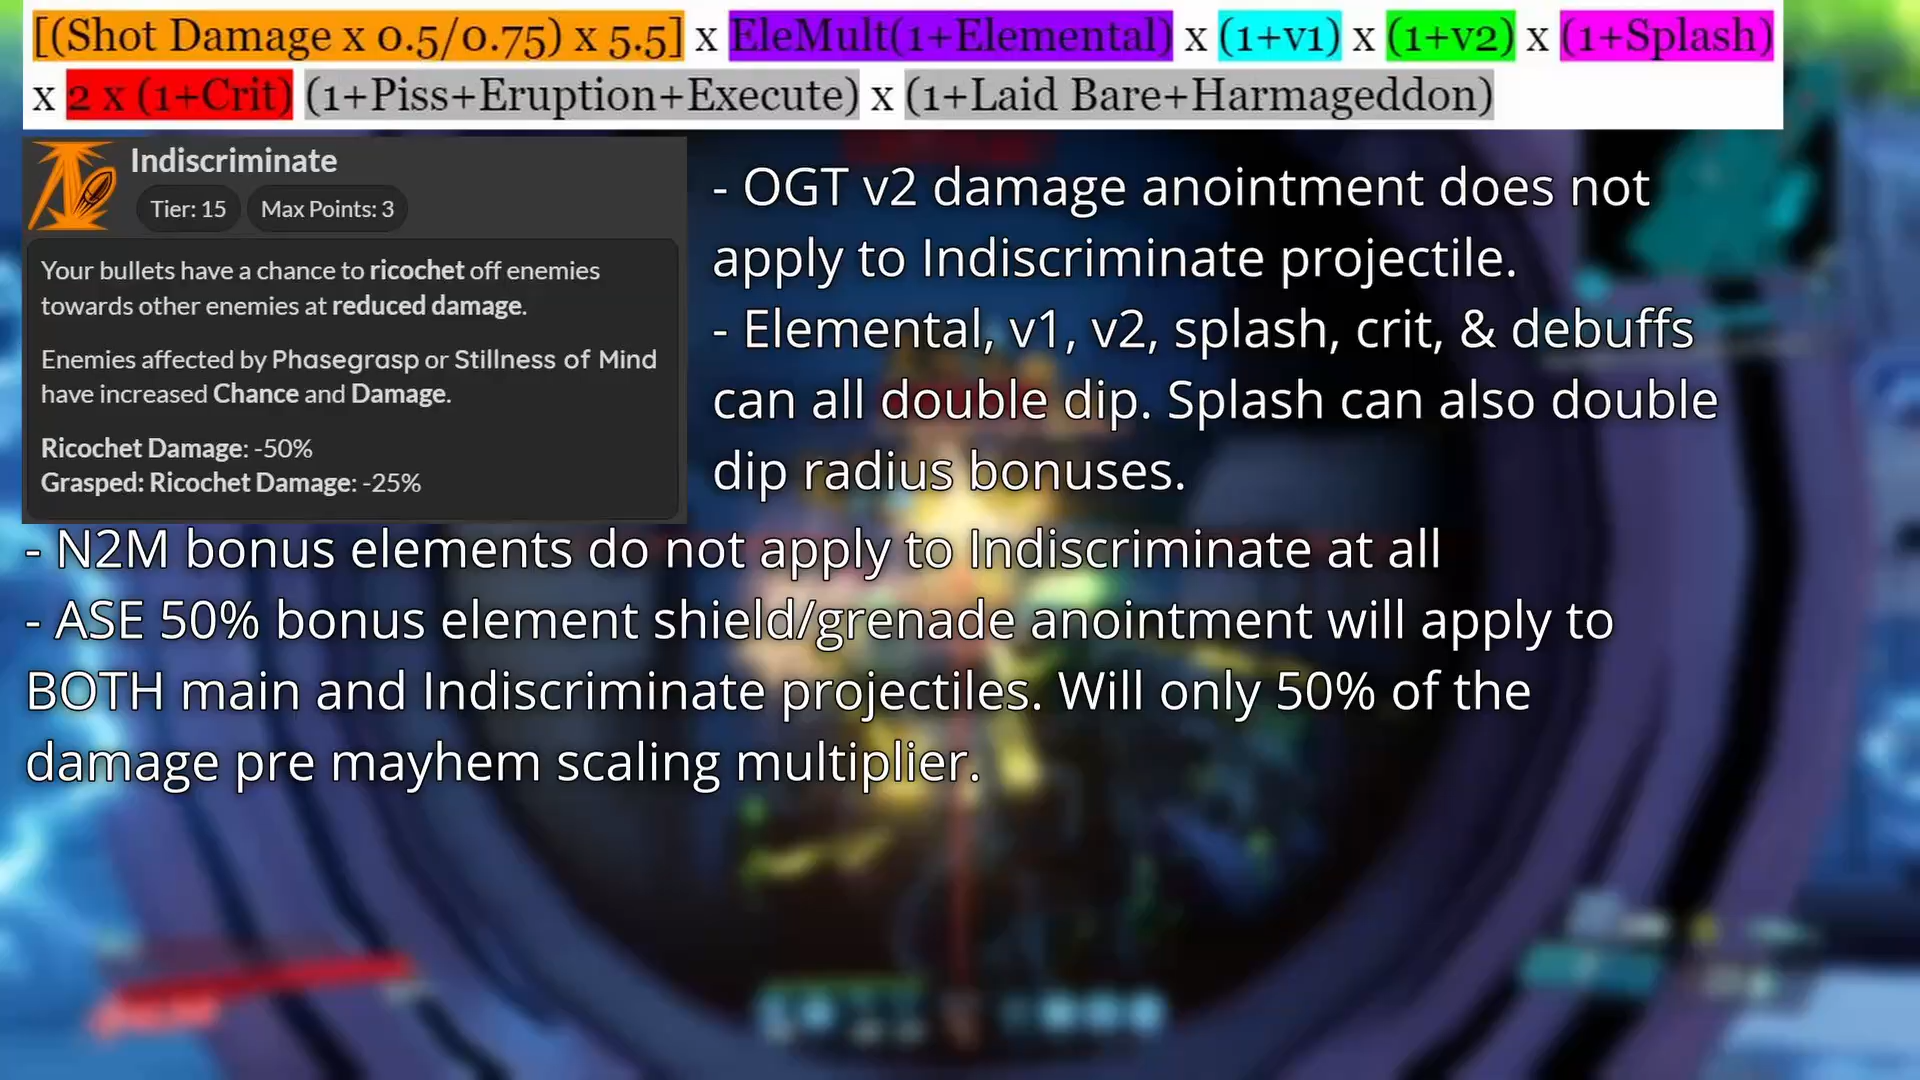 [(Shot Damage x 0.5/0.75) x 5.5] x EleMult(1+Elemental) x (1+v1) x (1+v2) x (1+Splash)
x 2 x (1+Crit) (1+Piss+Eruption+Execute) x (1+Laid Bare+Harmageddon)
Indiscriminate
Tier: 15 Max Points: 3
Your bullets have a chance to ricochet off enemies
towards other enemies at reduced damage.
Enemies affected by Phasegrasp or Stillness of Mind
have increased Chance and Damage.
Ricochet Damage: -50%
Grasped: Ricochet Damage: -25%
- OGT v2 damage anointment does not
apply to Indiscriminate projectile.
- Elemental, v1, v2, splash, crit, & debuffs
can all double dip. Splash can also double
dip radius bonuses.
- N2M bonus elements do not apply to Indiscriminate at all
- ASE 50% bonus element shield/grenade anointment will apply to
BOTH main and Indiscriminate projectiles. Will only 50% of the
damage pre mayhem scaling multiplier.